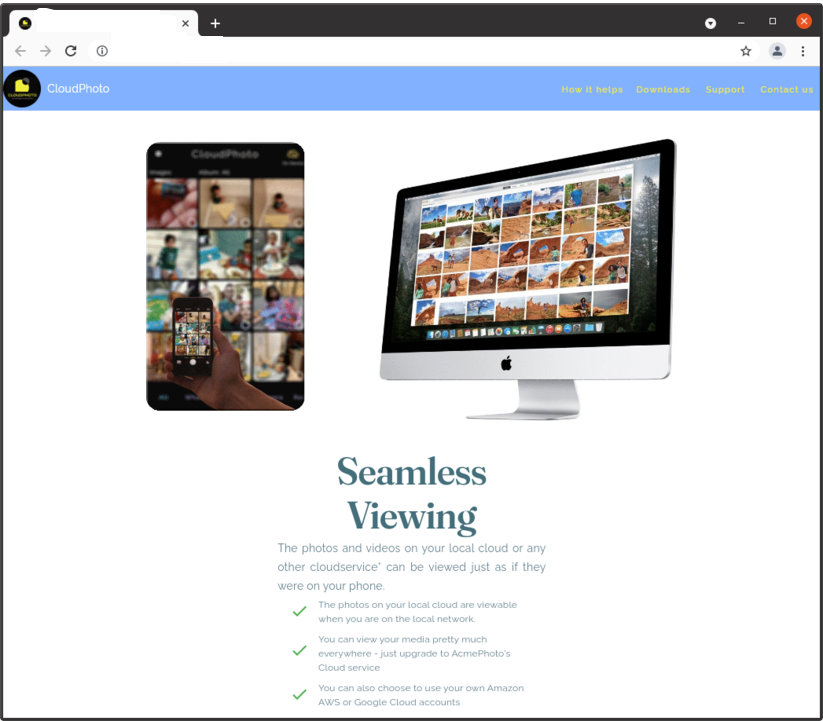 CloudPhoto
How it helps
Downloads
Support
Contact us
CloudPhoto
Images
Album: All
Seamless
Viewing
The photos and videos on your local cloud or any
other cloudservice* can be viewed just as if they
were on your phone.
The photos on your local cloud are viewable
when you are on the local network.
You can view your media pretty much
everywhere - just upgrade to AcmePhoto's
Cloud service
You can also choose to use your own Amazon
AWS or Google Cloud accounts